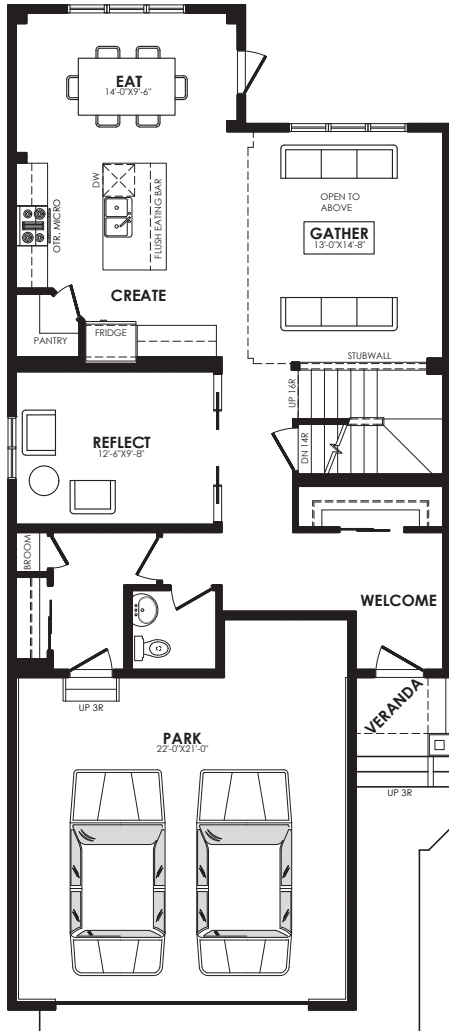 EAT
14'-0"X9'-6"
DW
FLUSH EATING BAR
OTR. MICRO
OPEN TO
ABOVE
GATHER
13'-0"X14'-8"
CREATE
PANTRY
FRIDGE
STUBWALL
UP 16R
DN 14R
REFLECT
12'-6"X9'-8"
BROOM
WELCOME
VERANDA
UP 3R
UP 3R
PARK
22'-0"X21'-0"